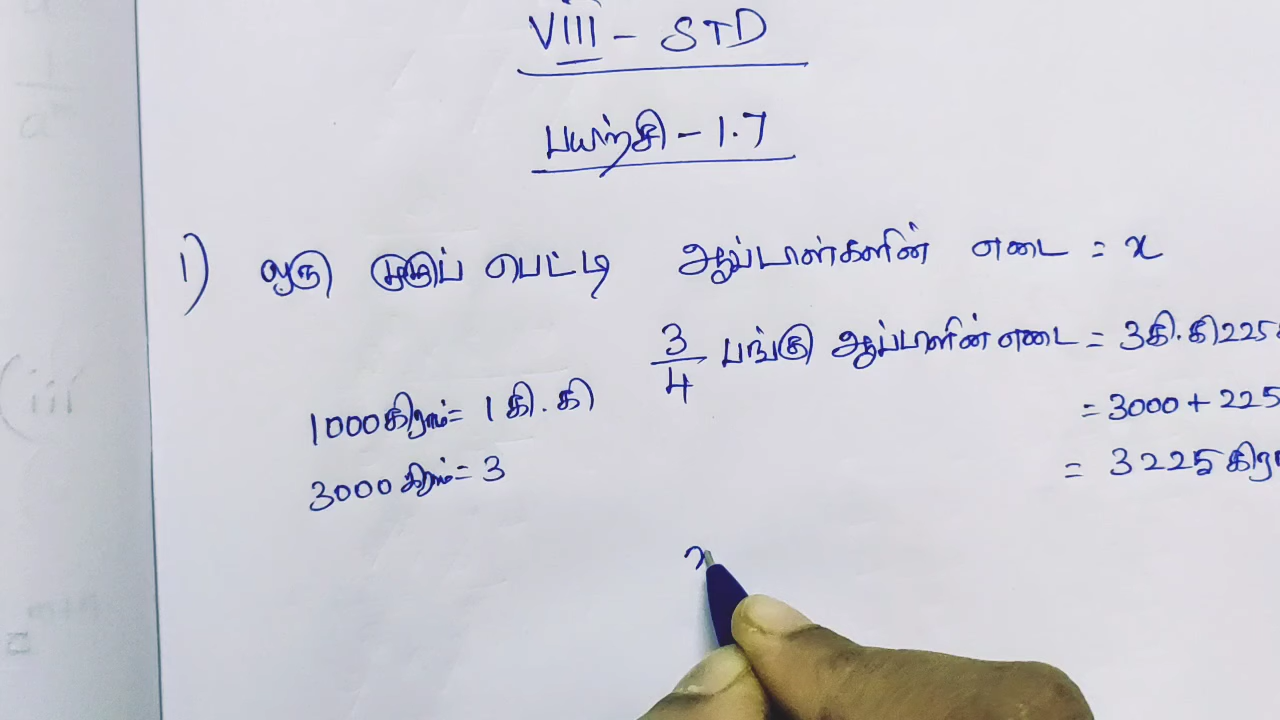 VIII - STD
பயிற்சி - 1.7
1) ஒரு முழுப் பெட்டி ஆப்பிள்களின் எடை = x
3/4 பங்கு ஆப்பிளின் எடை = 3கி.கி 225
1000கிராம் = 1 கி.கி
= 3000 + 225
3000 கிராம் = 3
= 3225 கிரா
x